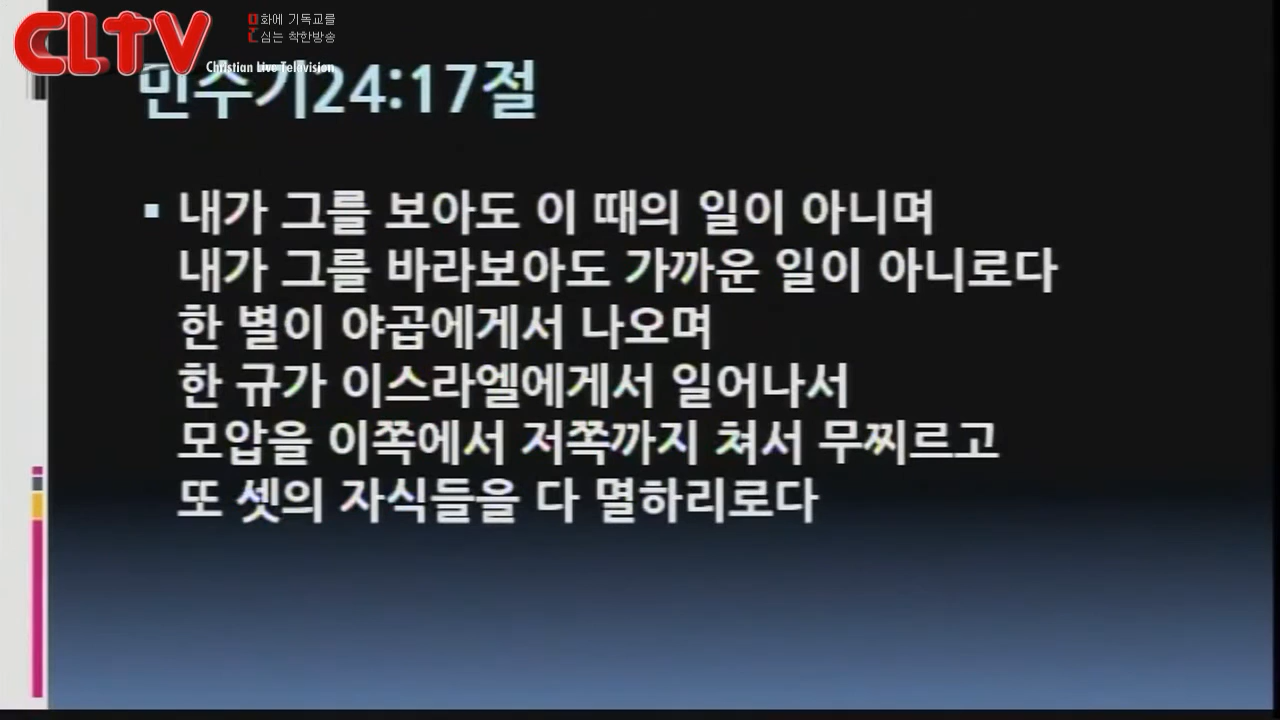 CLTV
문화에 기독교를
심는 착한방송
Christian Live Television
민수기24:17절
내가 그를 보아도 이 때의 일이 아니며
내가 그를 바라보아도 가까운 일이 아니로다
한 별이 야곱에게서 나오며
한 규가 이스라엘에게서 일어나서
모압을 이쪽에서 저쪽까지 쳐서 무찌르고
또 셋의 자식들을 다 멸하리로다